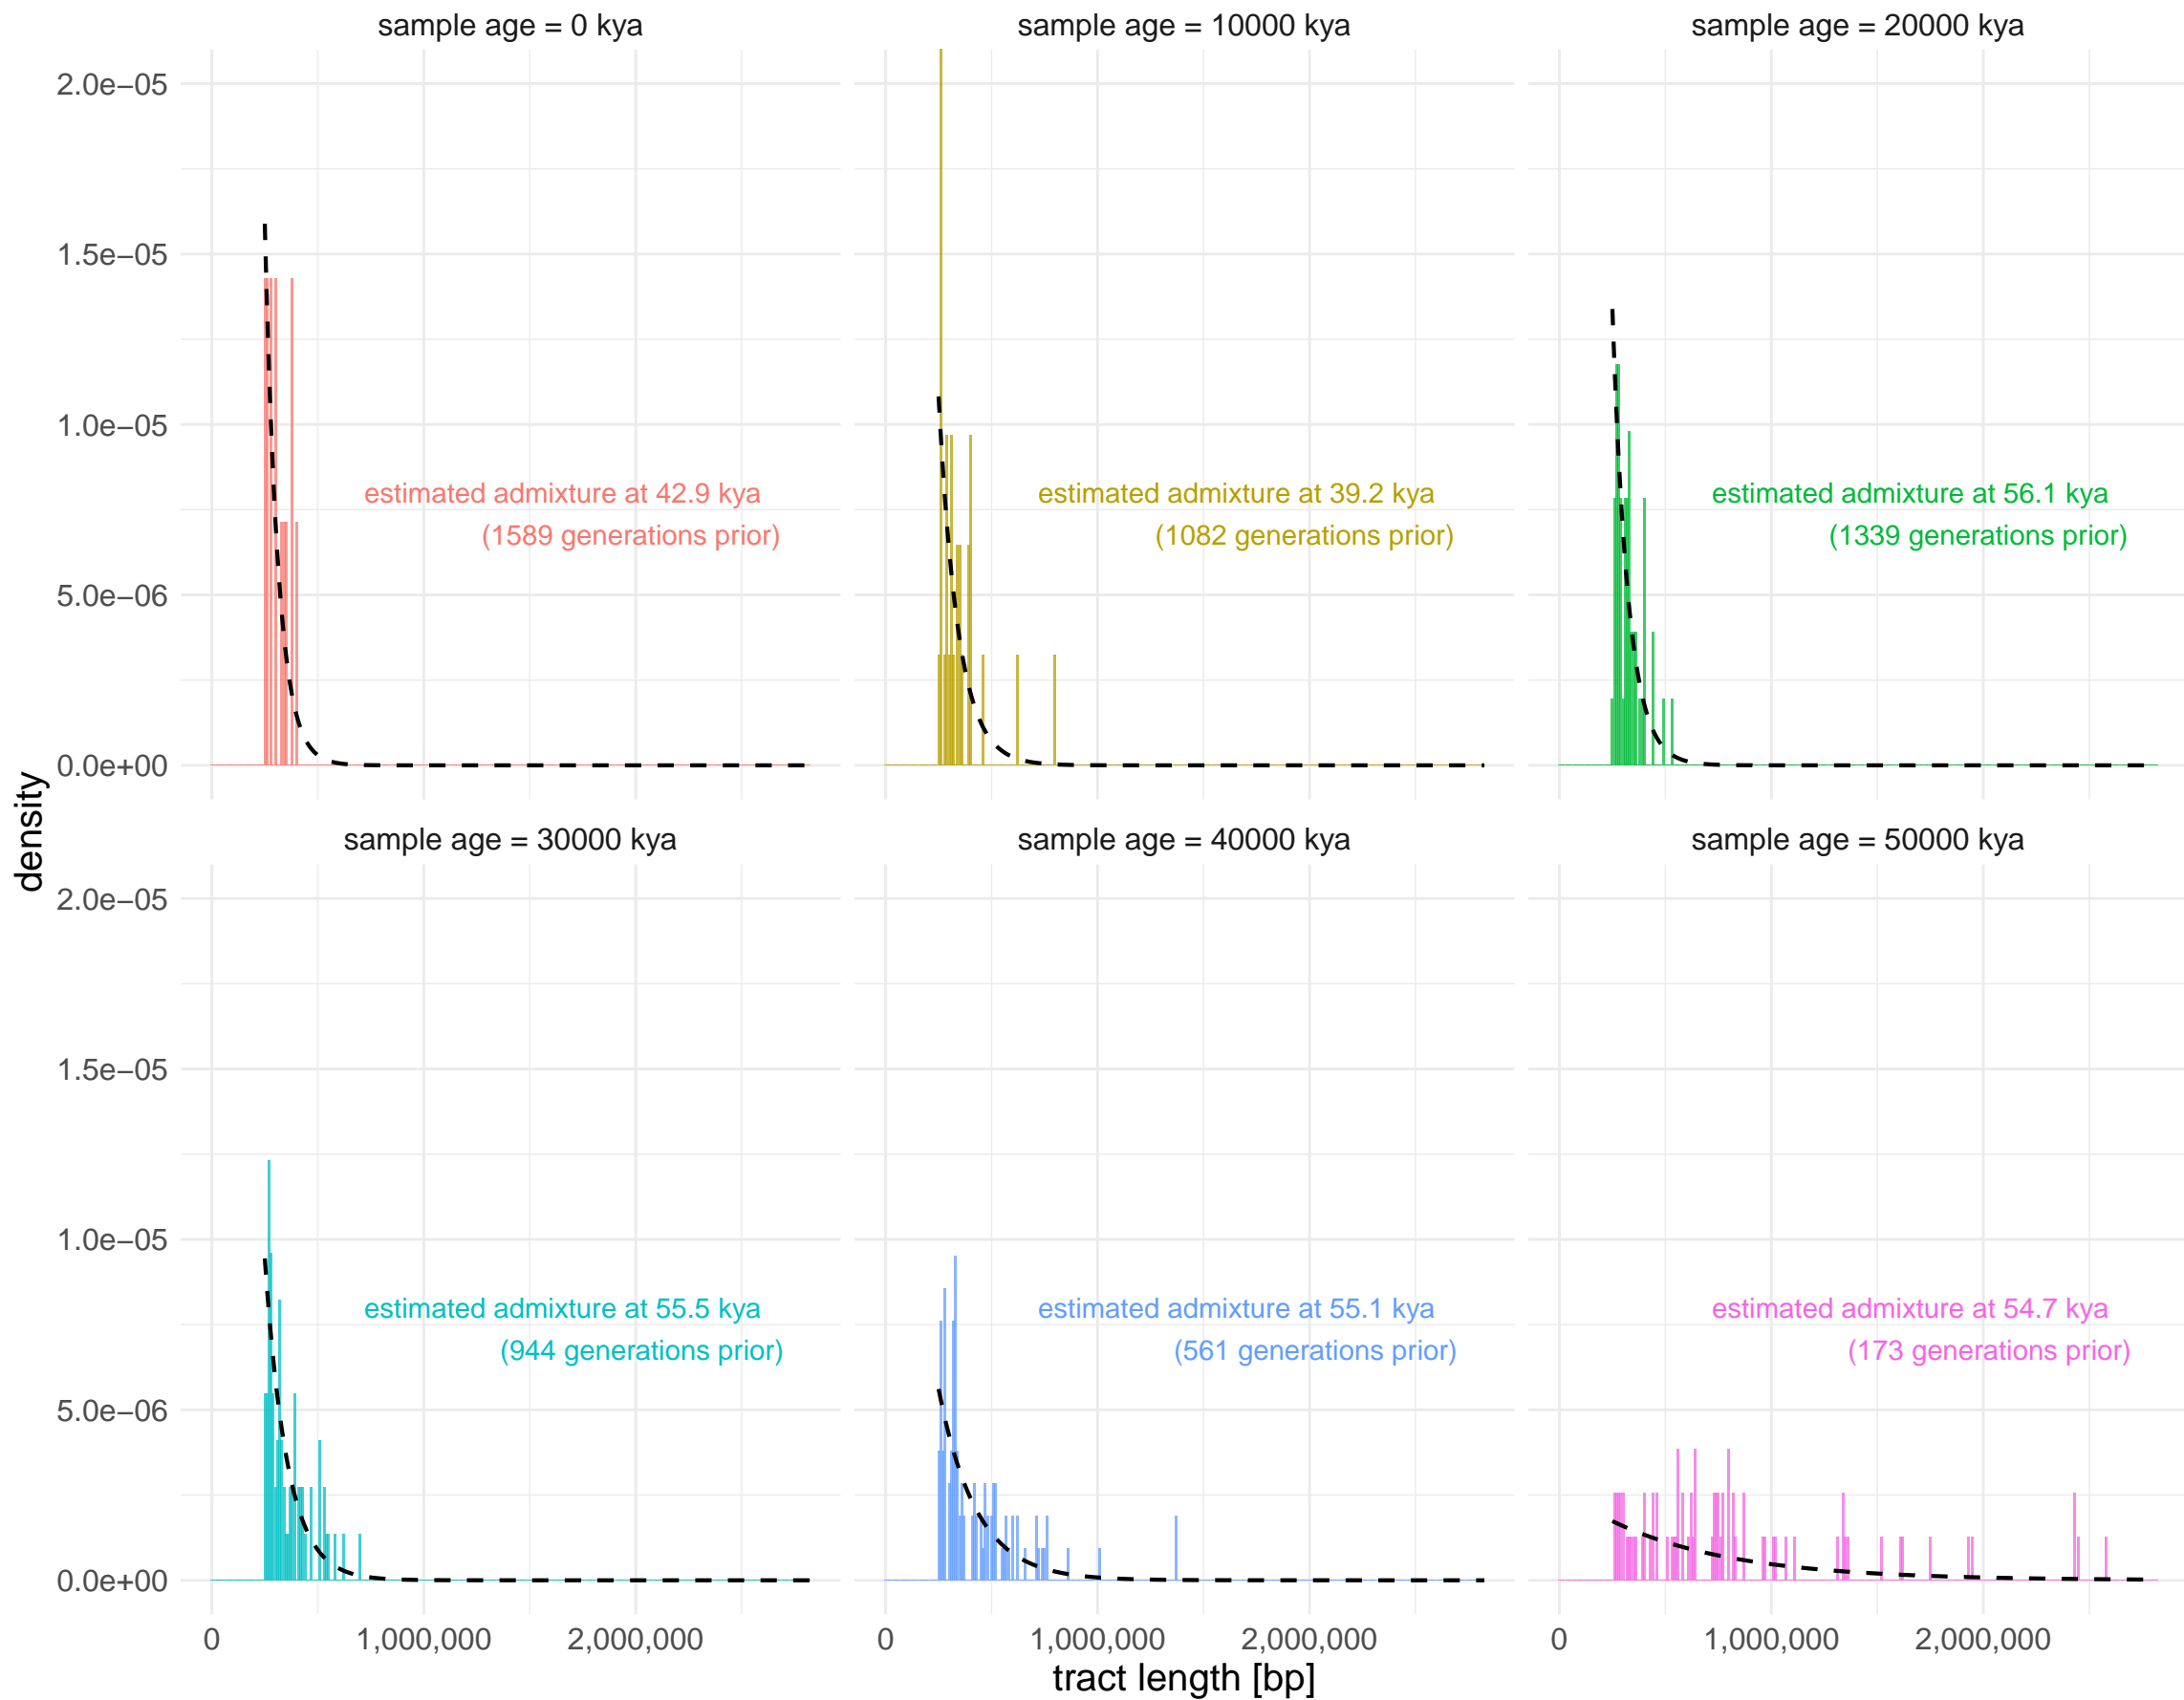 sample age = 0 kya
sample age = 10000 kya
sample age = 20000 kya
2.0e−05
1.5e−05
1.0e−05
5.0e−06
0.0e+00
estimated admixture at 42.9 kya
(1589 generations prior)
estimated admixture at 39.2 kya
(1082 generations prior)
estimated admixture at 56.1 kya
(1339 generations prior)
density
sample age = 30000 kya
sample age = 40000 kya
sample age = 50000 kya
2.0e−05
1.5e−05
1.0e−05
5.0e−06
0.0e+00
estimated admixture at 55.5 kya
(944 generations prior)
estimated admixture at 55.1 kya
(561 generations prior)
estimated admixture at 54.7 kya
(173 generations prior)
0 1,000,000 2,000,000
0 1,000,000 2,000,000
0 1,000,000 2,000,000
tract length [bp]